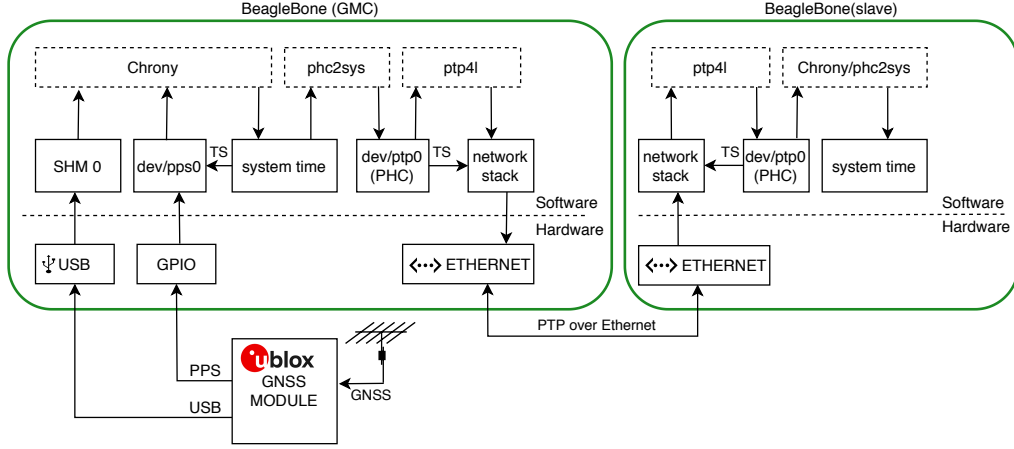 BeagleBone (GMC)
BeagleBone(slave)
Chrony
phc2sys
ptp4l
ptp4l
Chrony/phc2sys
SHM 0
dev/pps0
TS
system time
dev/ptp0
(PHC)
TS
network
stack
network
stack
TS
dev/ptp0
(PHC)
system time
Software
Hardware
Software
Hardware
USB
GPIO
ETHERNET
ETHERNET
PTP over Ethernet
ublox
GNSS
MODULE
PPS
USB
GNSS